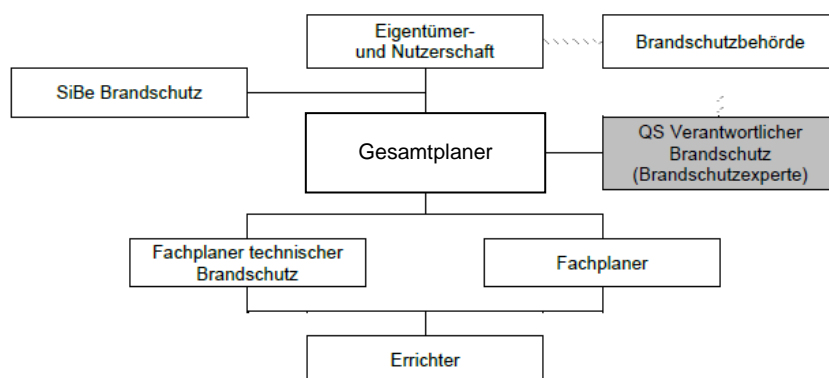 Eigentümer-
und Nutzerschaft
Brandschutzbehörde
SiBe Brandschutz
Gesamtplaner
QS Verantwortlicher
Brandschutz
(Brandschutzexperte)
Fachplaner technischer
Brandschutz
Fachplaner
Errichter